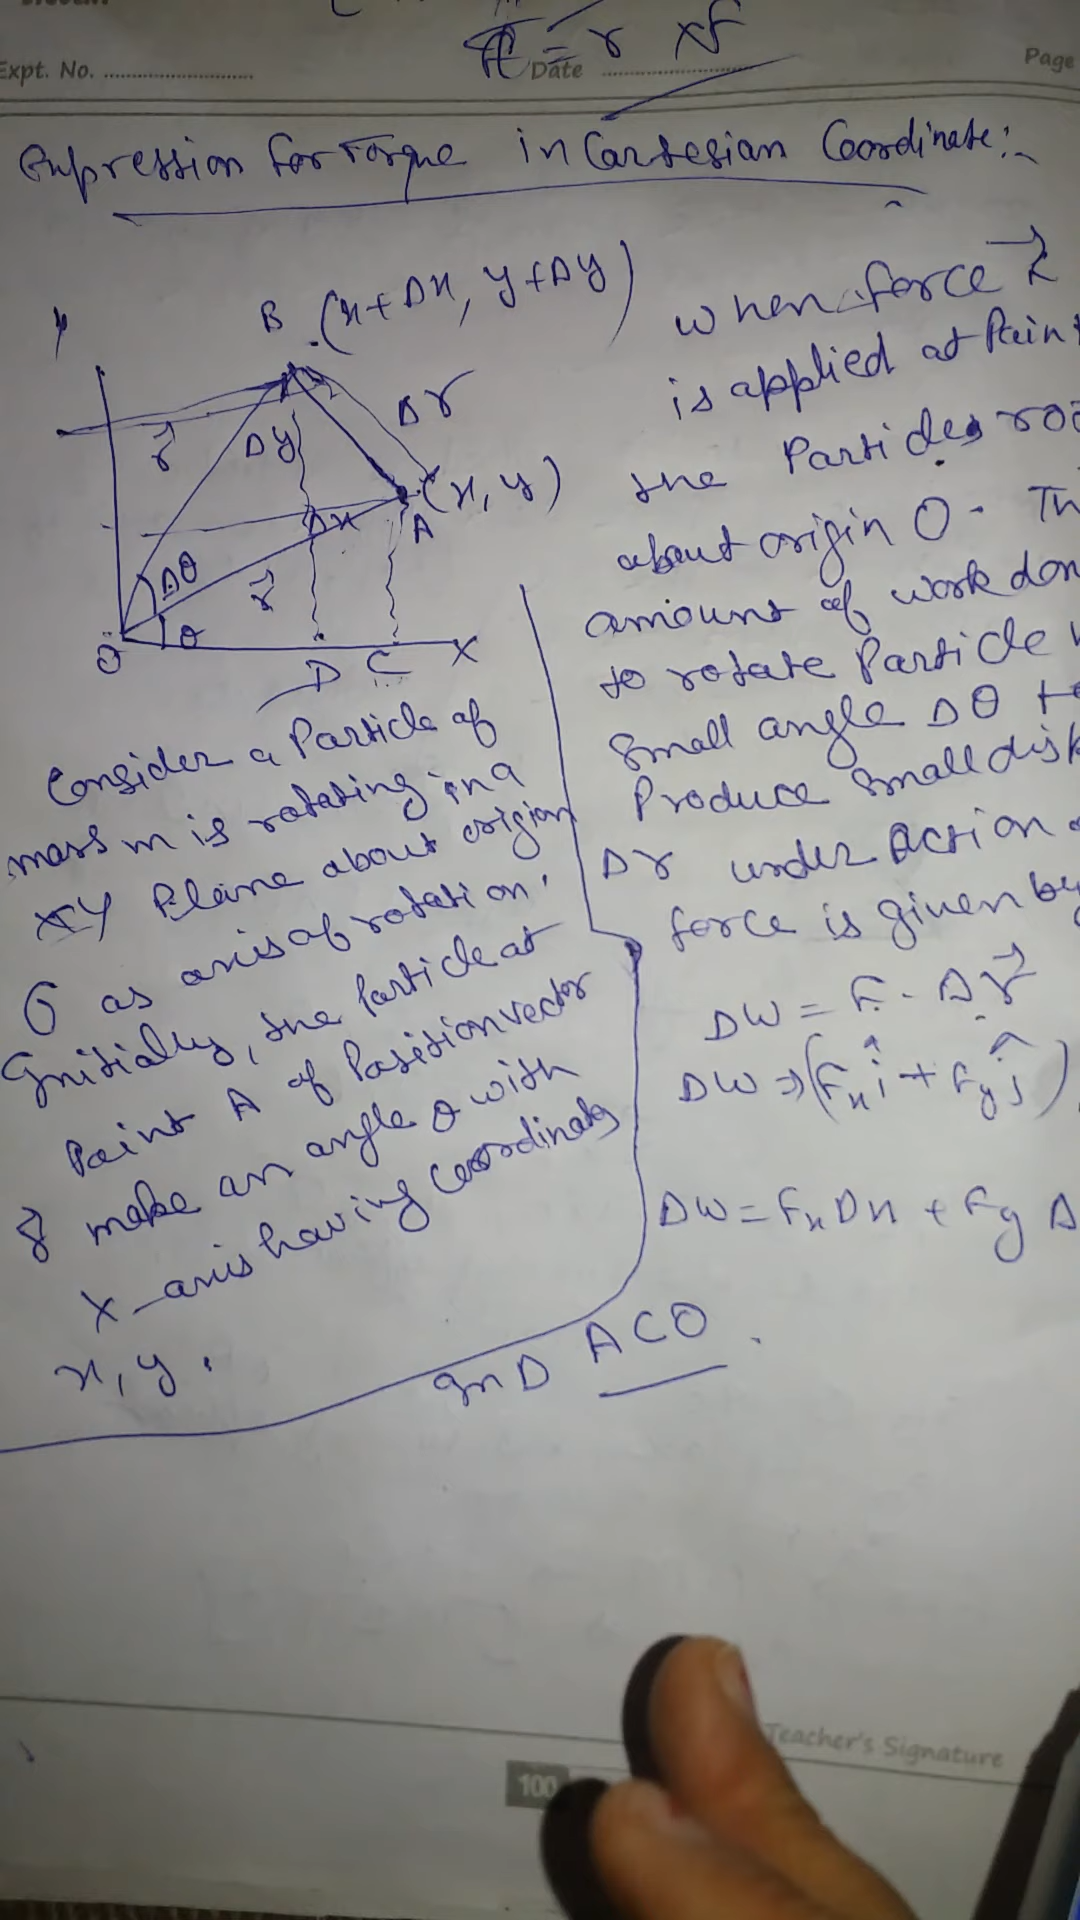 Expt. No.
Date
Page
= r × F
Expression for Torque in Cartesian Coordinate:-
Y
B (x+Δx, y+Δy)
Δr
r
Δy
(x, y)
Δx
A
Δθ
r
θ
O
D C X
Consider a Particle of
mass m is rotating in a
XY Plane about origion
O as axis of rotation.
Initially, the Particle at
Point A of Position vector
r make an angle θ with
X-axis having coordinates
x, y.
when force
is applied at Point
the Particles
about origin O. Th
amount of work don
to rotate Particle
Small angle Δθ to
Produce small dis
Δr under action o
force is given by
ΔW = F. Δr
ΔW ⇒ (Fx i + Fy j)
ΔW = Fx Δx + Fy Δ
In Δ ACO
Teacher's Signature
100